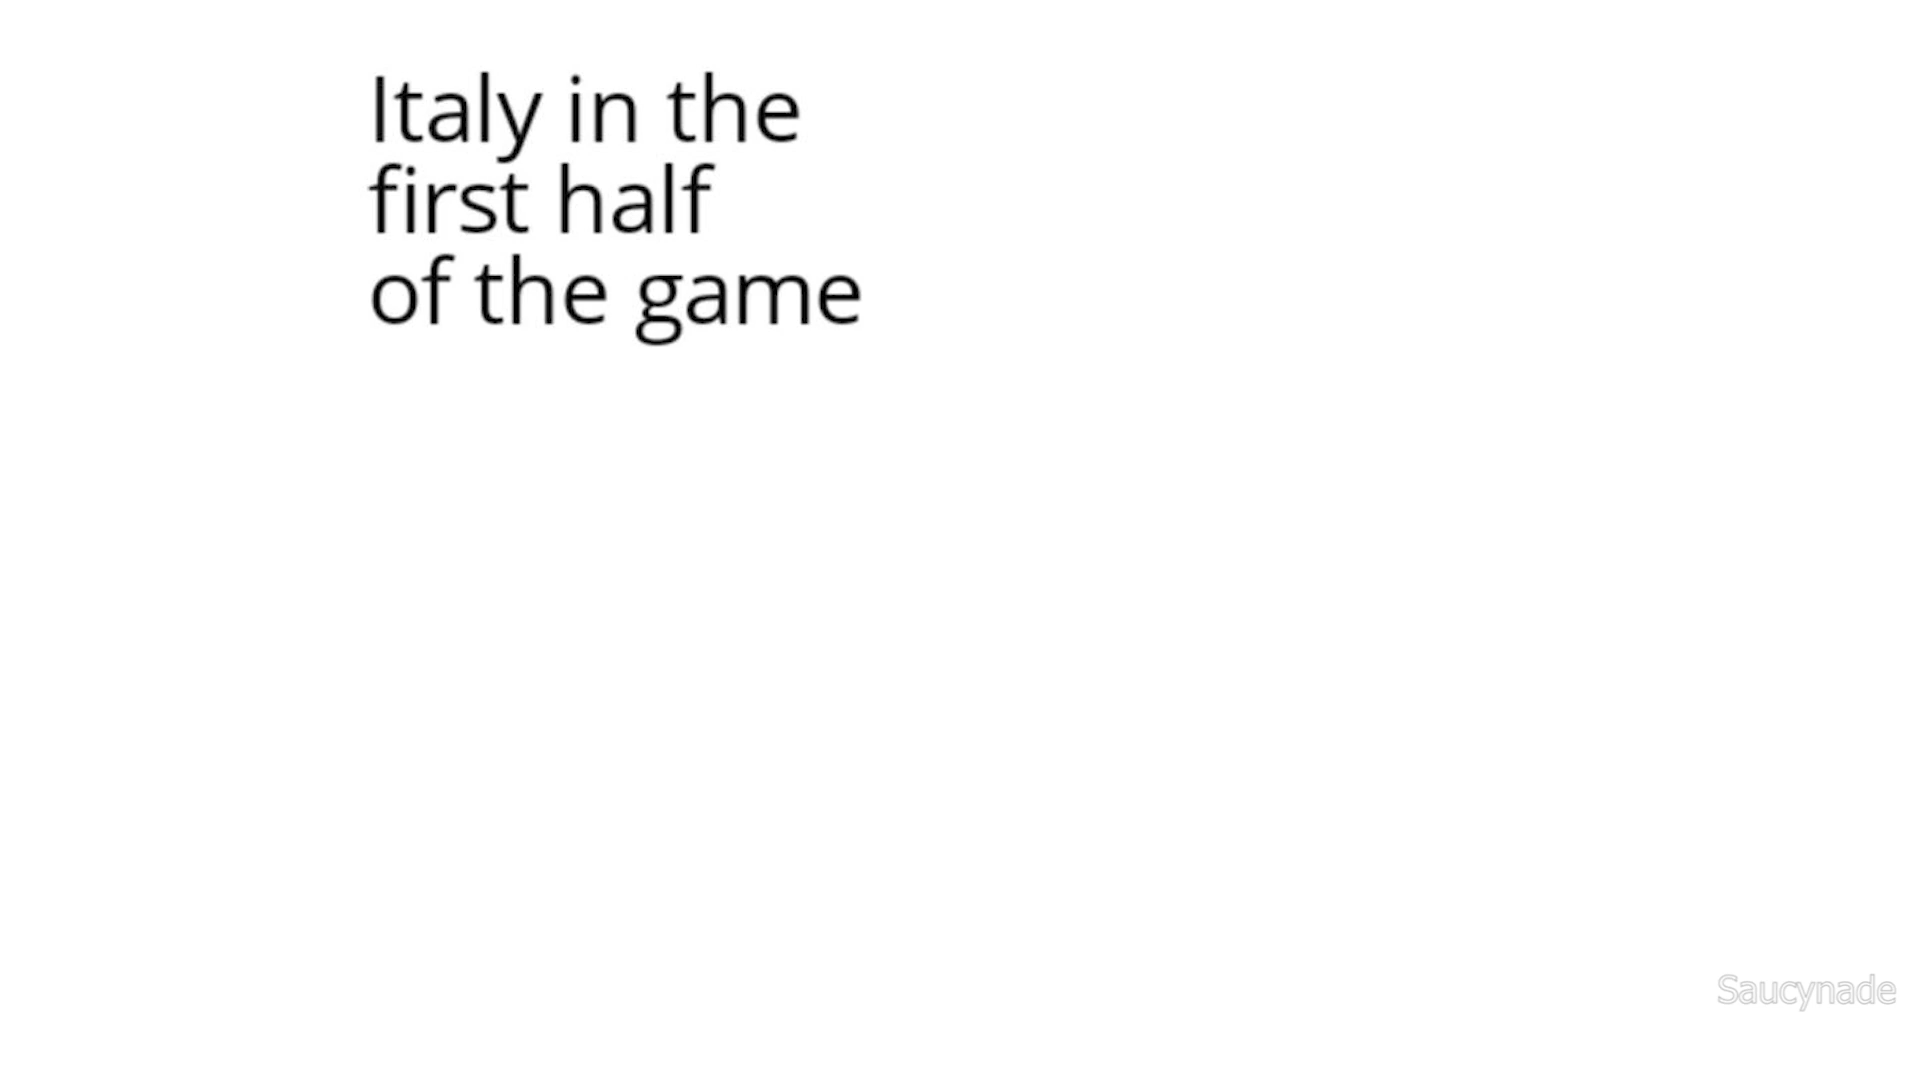 Italy in the
first half
of the game
Saucynade